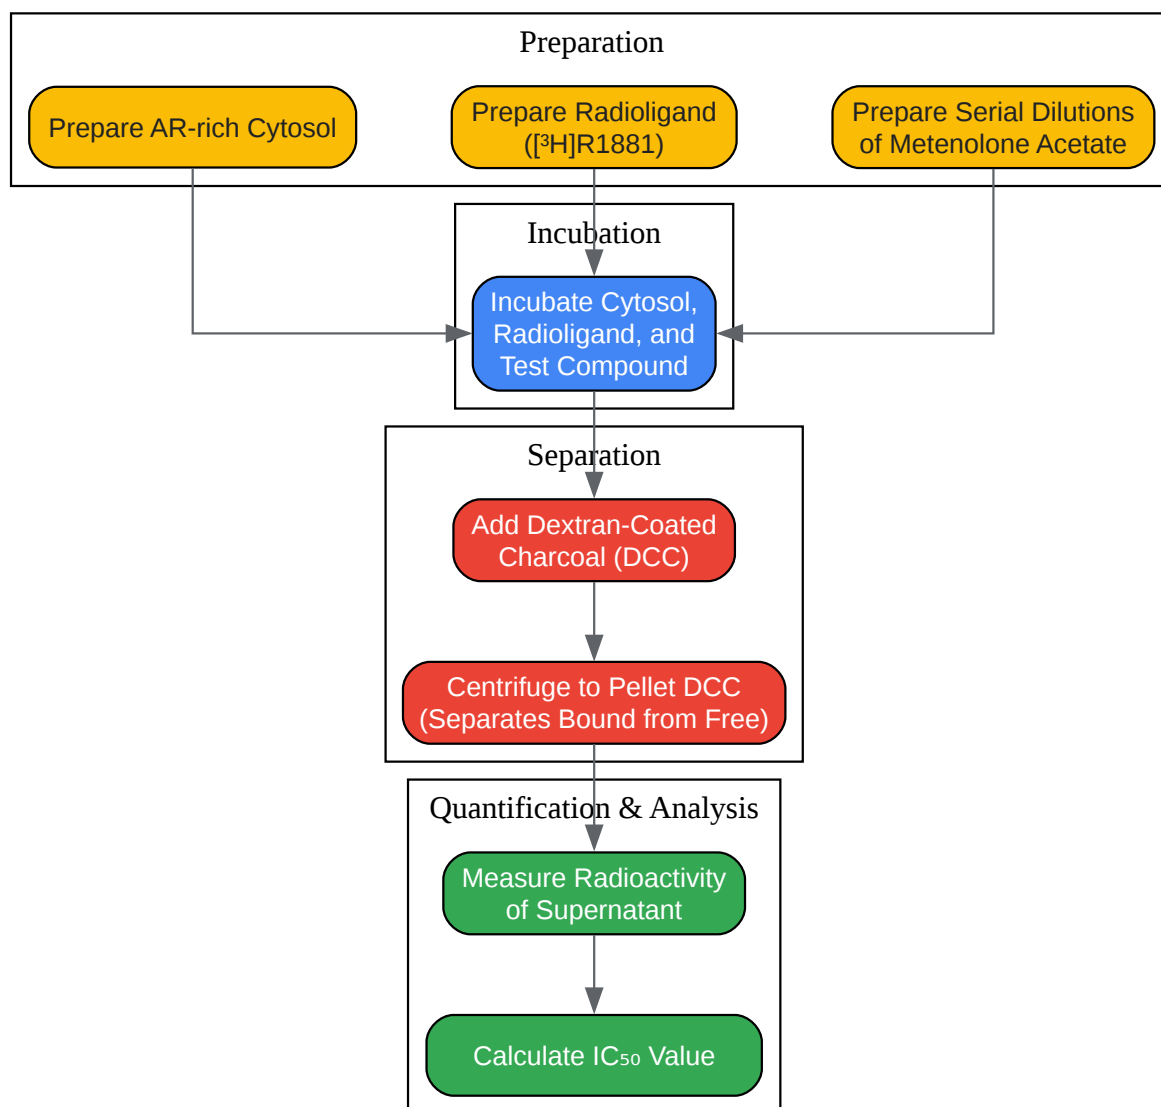 Preparation
Prepare AR-rich Cytosol
Prepare Radioligand
([³H]R1881)
Prepare Serial Dilutions
of Metenolone Acetate
Incubation
Incubate Cytosol,
Radioligand, and
Test Compound
Separation
Add Dextran-Coated
Charcoal (DCC)
Centrifuge to Pellet DCC
(Separates Bound from Free)
Quantification & Analysis
Measure Radioactivity
of Supernatant
Calculate IC₅₀ Value